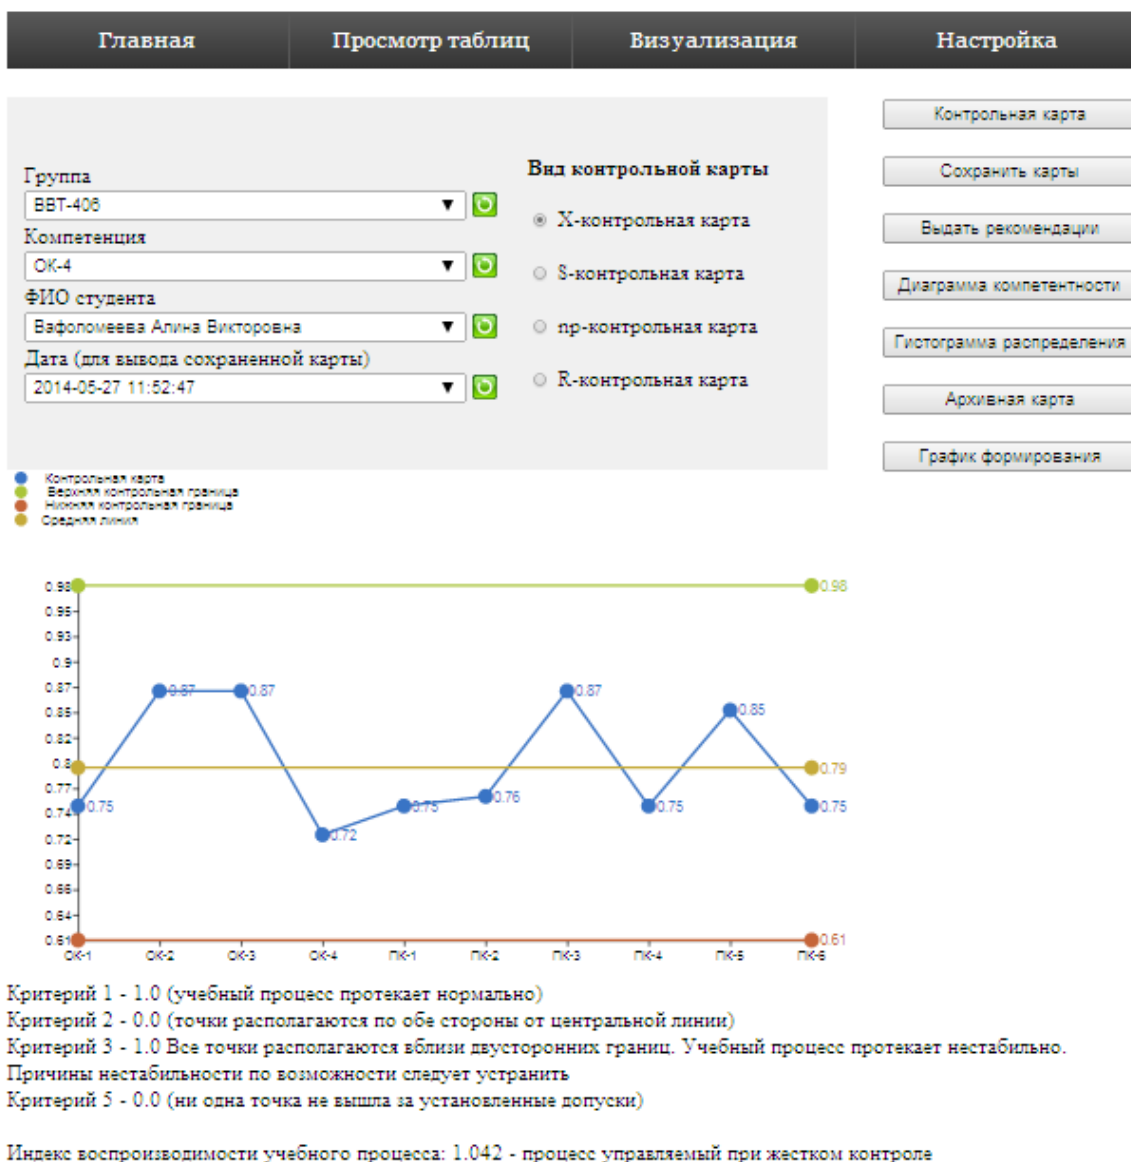 Главная Просмотр таблиц Визуализация Настройка
Группа
ВВТ-406
Компетенция
ОК-4
ФИО студента
Вафоломеева Алина Викторовна
Дата (для вывода сохраненной карты)
2014-05-27 11:52:47
Вид контрольной карты
X-контрольная карта
S-контрольная карта
np-контрольная карта
R-контрольная карта
Контрольная карта
Сохранить карты
Выдать рекомендации
Диаграмма компетентности
Гистограмма распределения
Архивная карта
График формирования
Контрольная карта
Верхняя контрольная граница
Нижняя контрольная граница
Средняя линия
0.98 0.98
0.95
0.93
0.9
0.87 0.87 0.87 0.87
0.85 0.85
0.82
0.8 0.79
0.77 0.76
0.74 0.75 0.75 0.75 0.75
0.72 0.72
0.69
0.66
0.64
0.61 0.61
ОК-1 ОК-2 ОК-3 ОК-4 ПК-1 ПК-2 ПК-3 ПК-4 ПК-5 ПК-6
Критерий 1 - 1.0 (учебный процесс протекает нормально)
Критерий 2 - 0.0 (точки располагаются по обе стороны от центральной линии)
Критерий 3 - 1.0 Все точки располагаются вблизи двусторонних границ. Учебный процесс протекает нестабильно.
Причины нестабильности по возможности следует устранить
Критерий 5 - 0.0 (ни одна точка не вышла за установленные допуски)
Индекс воспроизводимости учебного процесса: 1.042 - процесс управляемый при жестком контроле